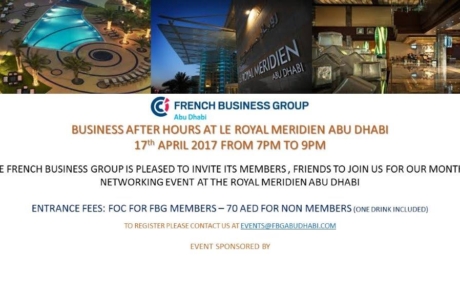 ROYAL MERIDIEN
ABU DHABI
FRENCH BUSINESS GROUP
Abu Dhabi
BUSINESS AFTER HOURS AT LE ROYAL MERIDIEN ABU DHABI
17th APRIL 2017 FROM 7PM TO 9PM
E FRENCH BUSINESS GROUP IS PLEASED TO INVITE ITS MEMBERS , FRIENDS TO JOIN US FOR OUR MONTH
NETWORKING EVENT AT THE ROYAL MERIDIEN ABU DHABI
ENTRANCE FEES: FOC FOR FBG MEMBERS – 70 AED FOR NON MEMBERS (ONE DRINK INCLUDED)
TO REGISTER PLEASE CONTACT US AT EVENTS@FBGABUDHABI.COM
EVENT SPONSORED BY